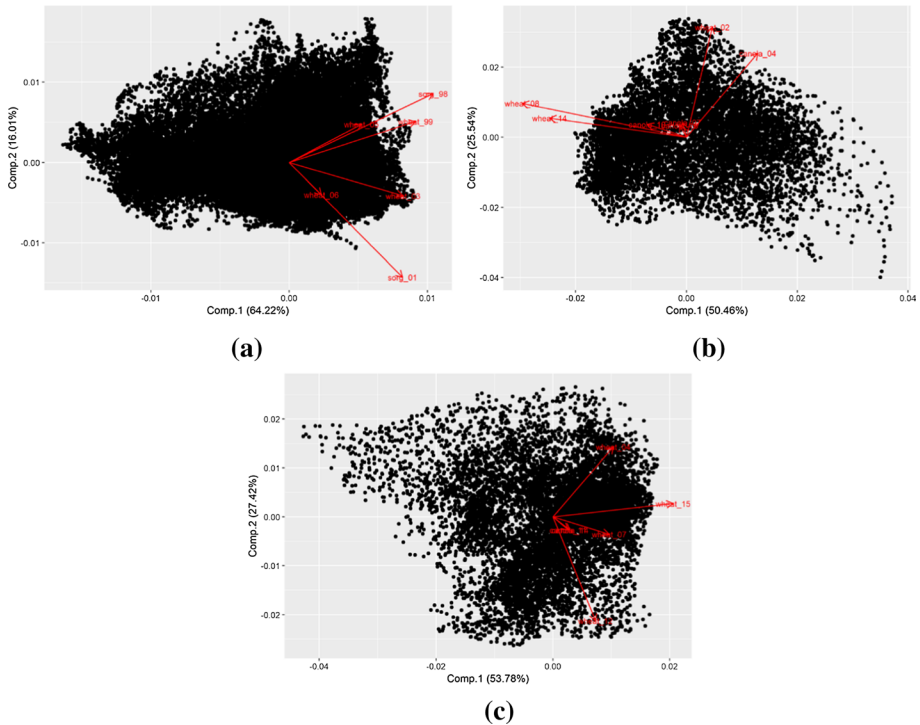 Comp.2 (16.01%)
0.01
0.00
-0.01
sorg_98
wheat_99
wheat_06
sorg_01
-0.01
0.00
0.01
Comp.1 (64.22%)
(a)
Comp.2 (25.54%)
0.02
0.00
-0.02
-0.04
wheat_02
canola_04
wheat_08
wheat_14
-0.02
0.00
0.02
0.04
Comp.1 (50.46%)
(b)
Comp.2 (27.42%)
0.02
0.01
0.00
-0.01
-0.02
wheat_15
wheat_07
-0.04
-0.02
0.00
0.02
Comp.1 (53.78%)
(c)